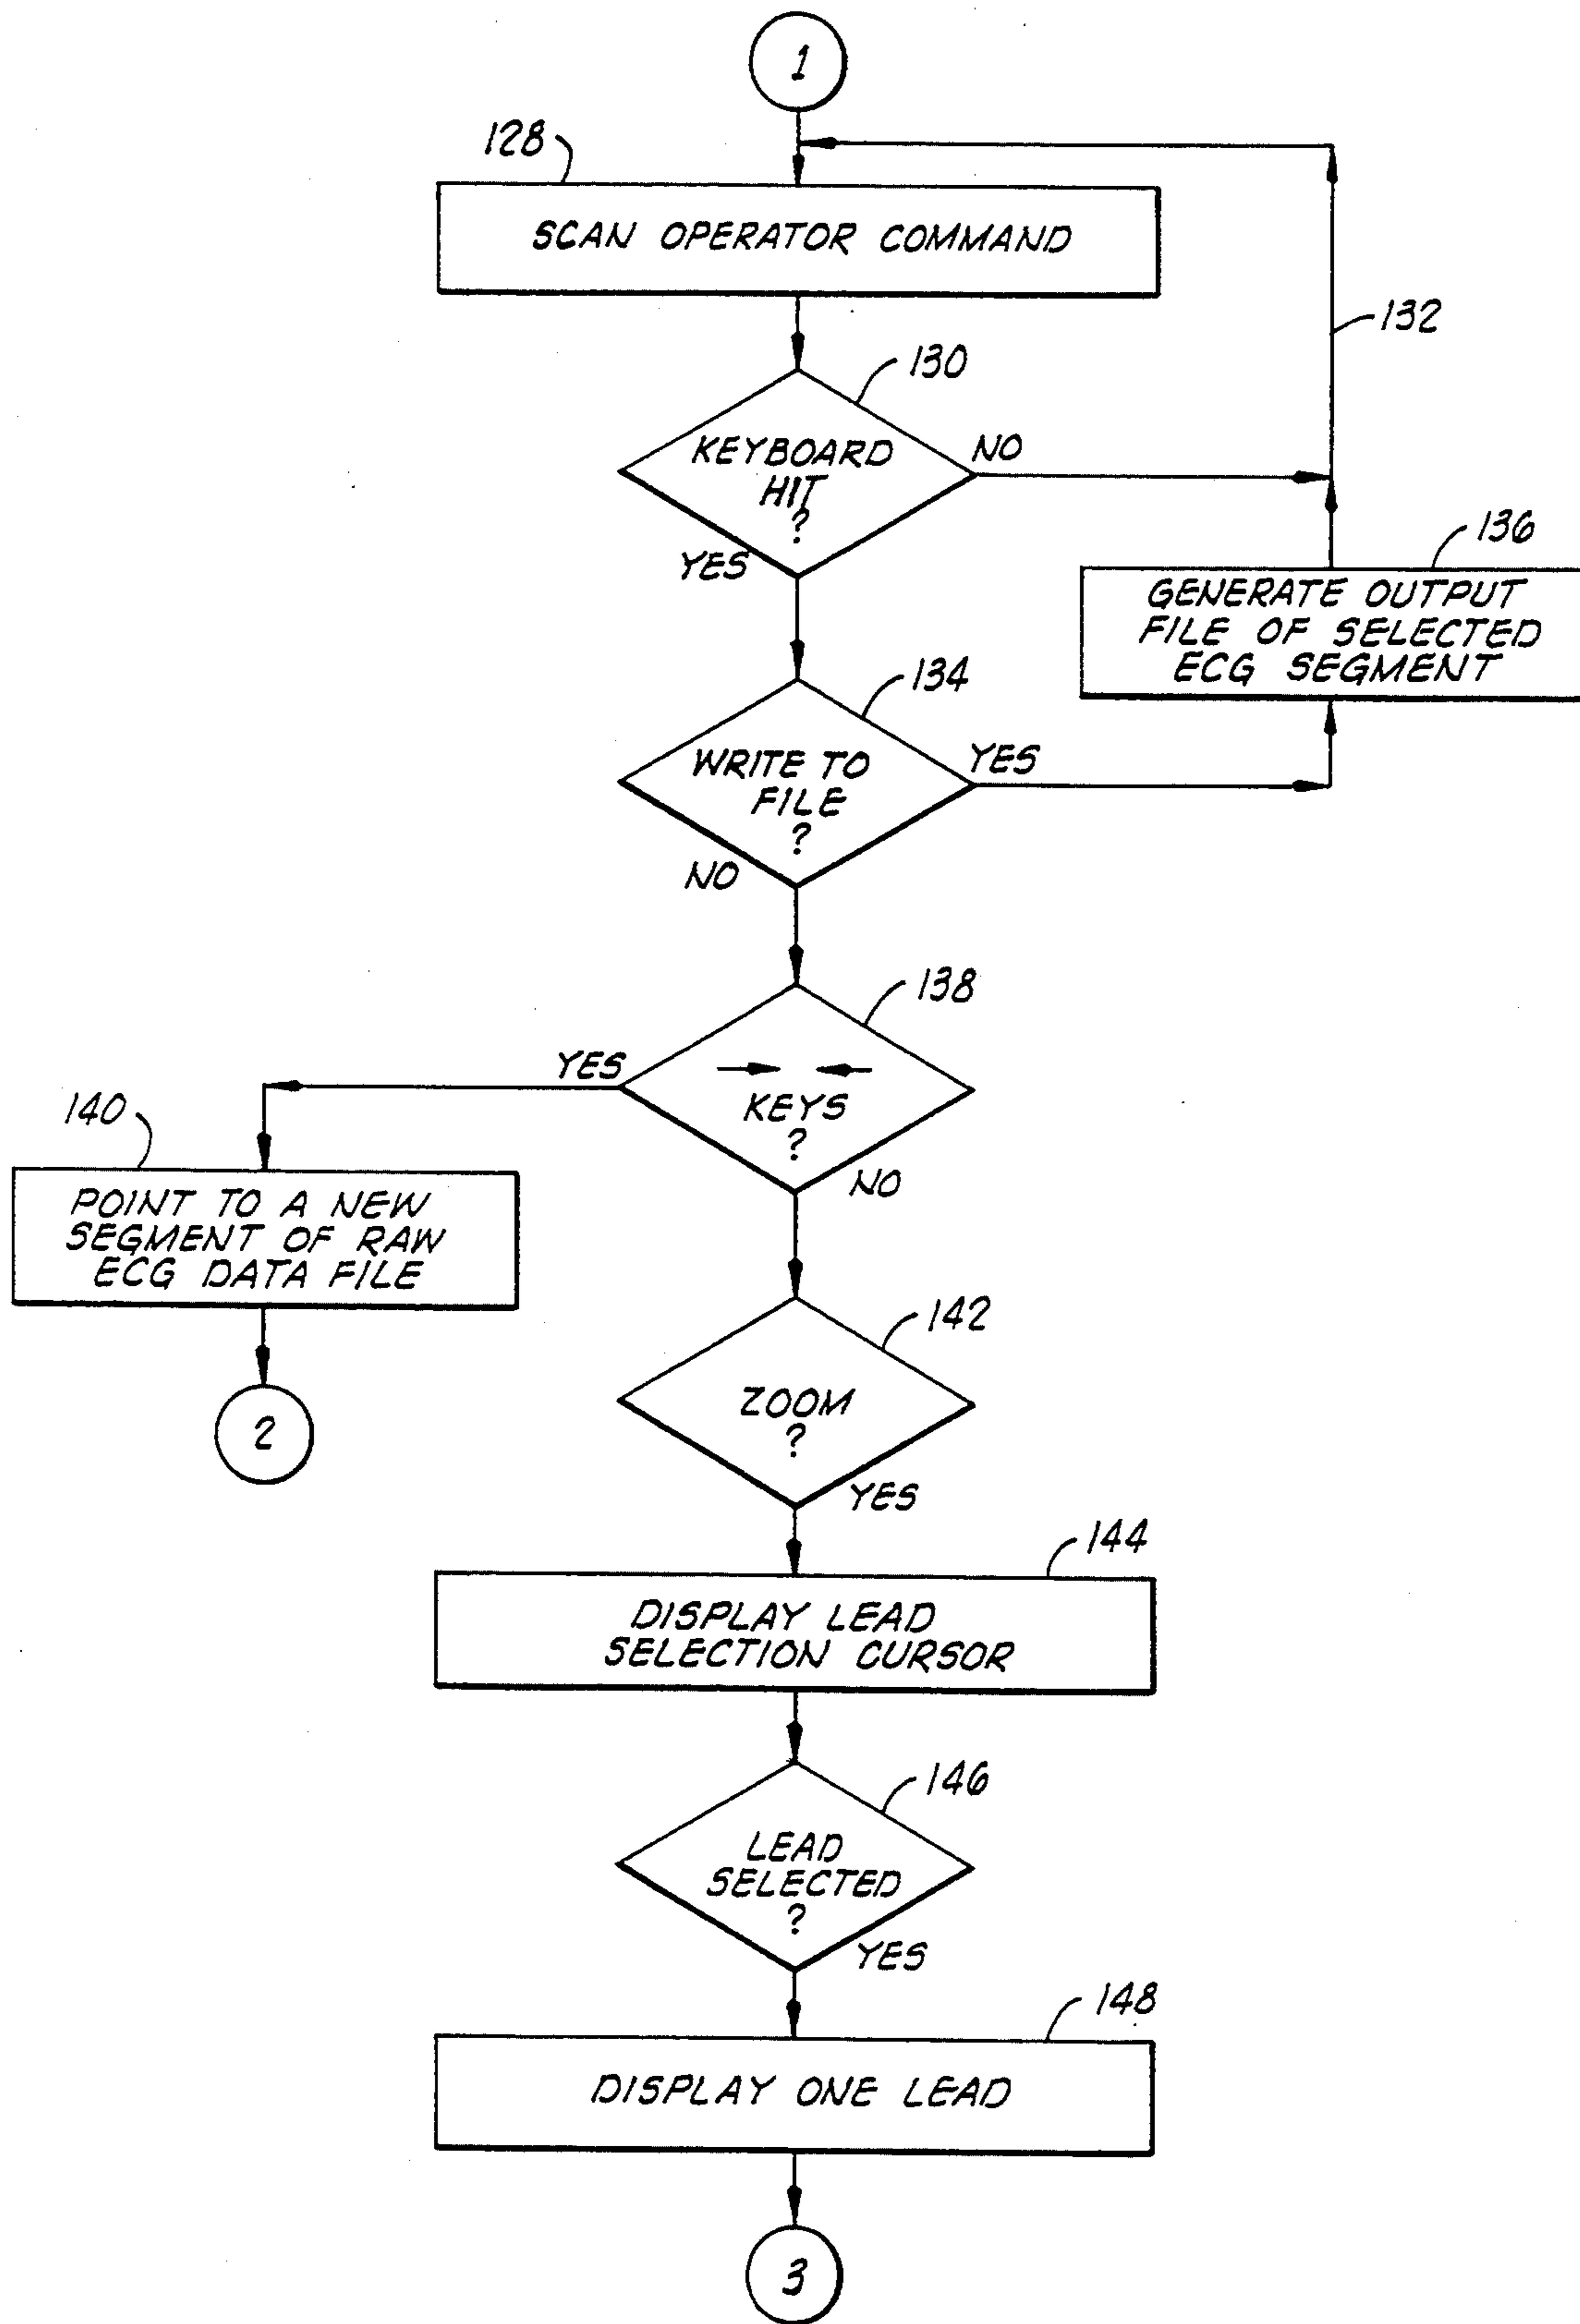 1
128
SCAN OPERATOR COMMAND
132
130
KEYBOARD
HIT
?
NO
YES
136
GENERATE OUTPUT
FILE OF SELECTED
ECG SEGMENT
134
WRITE TO
FILE
?
YES
NO
138
→ ←
KEYS
?
YES
NO
140
POINT TO A NEW
SEGMENT OF RAW
ECG DATA FILE
2
142
ZOOM
?
YES
144
DISPLAY LEAD
SELECTION CURSOR
146
LEAD
SELECTED
?
YES
148
DISPLAY ONE LEAD
3